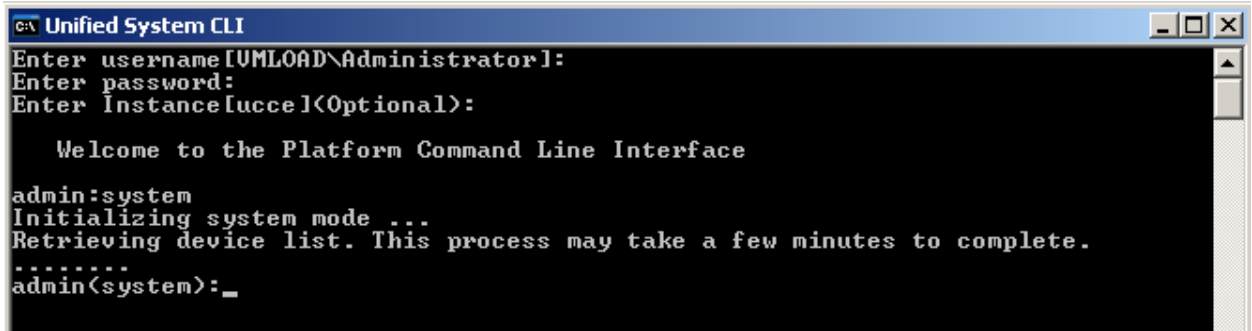 Unified System CLI
Enter username[VMLOAD\Administrator]:
Enter password:
Enter Instance[ucce](Optional):
Welcome to the Platform Command Line Interface
admin:system
Initializing system mode ...
Retrieving device list. This process may take a few minutes to complete.
........
admin(system):_